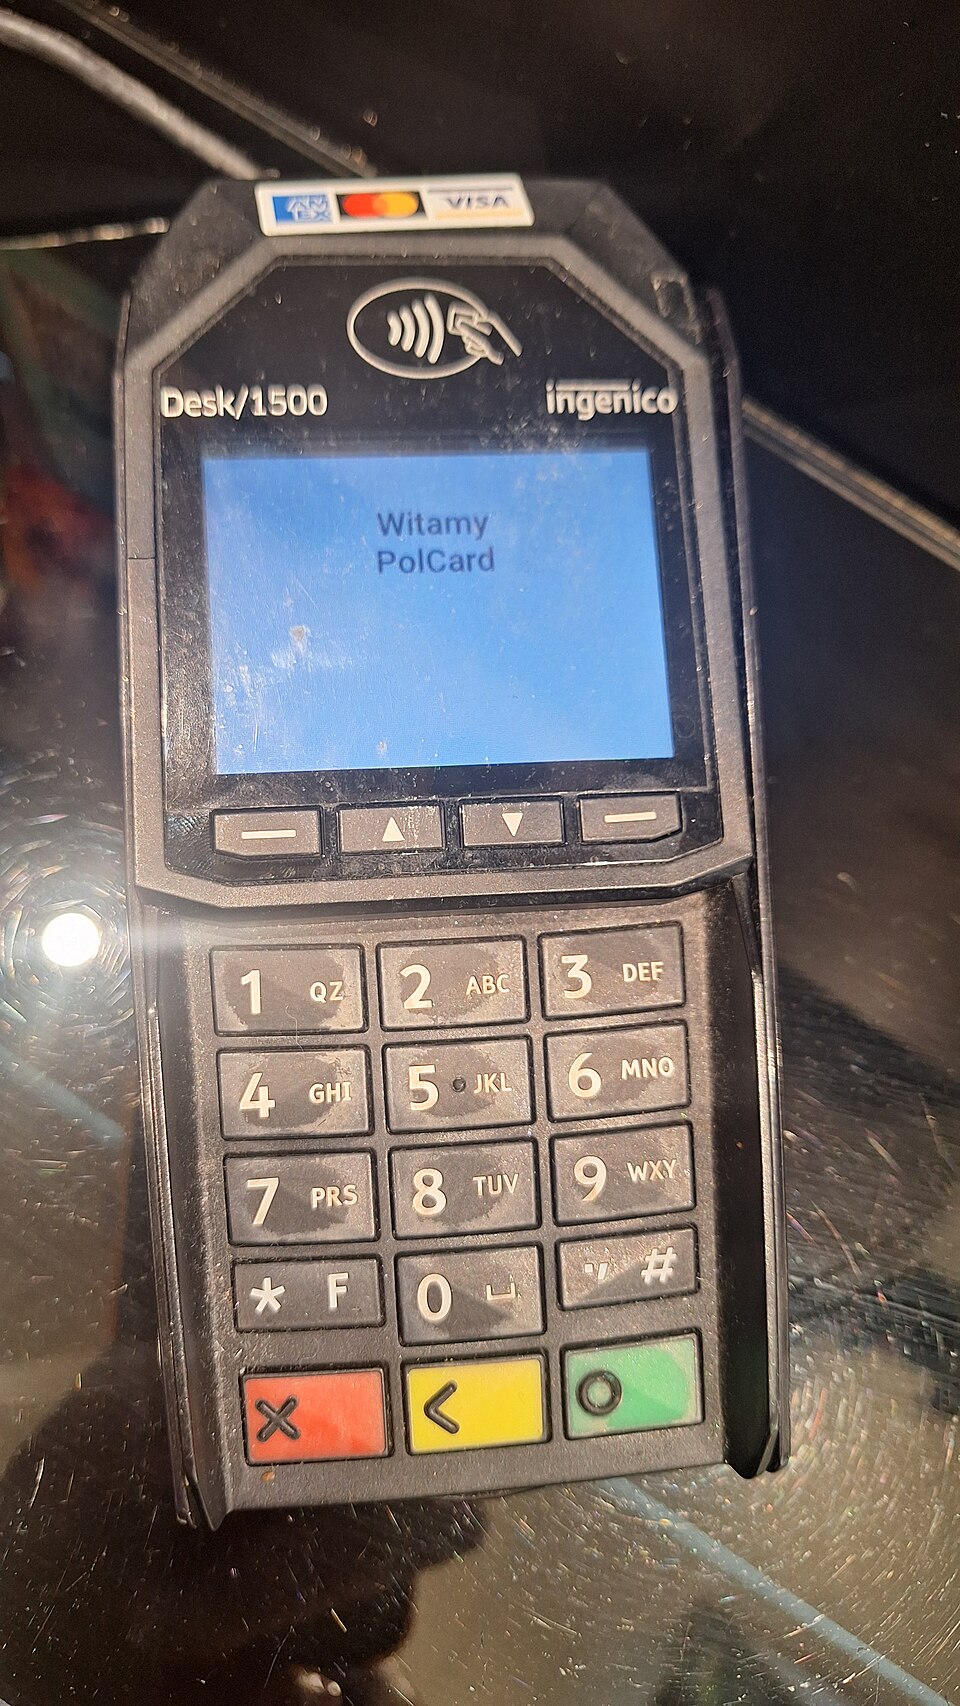 AMEX VISA
Desk/1500 ingenico
Witamy
PolCard
1 QZ 2 ABC 3 DEF
4 GHI 5 JKL 6 MNO
7 PRS 8 TUV 9 WXY
* F 0 ., #
X < O